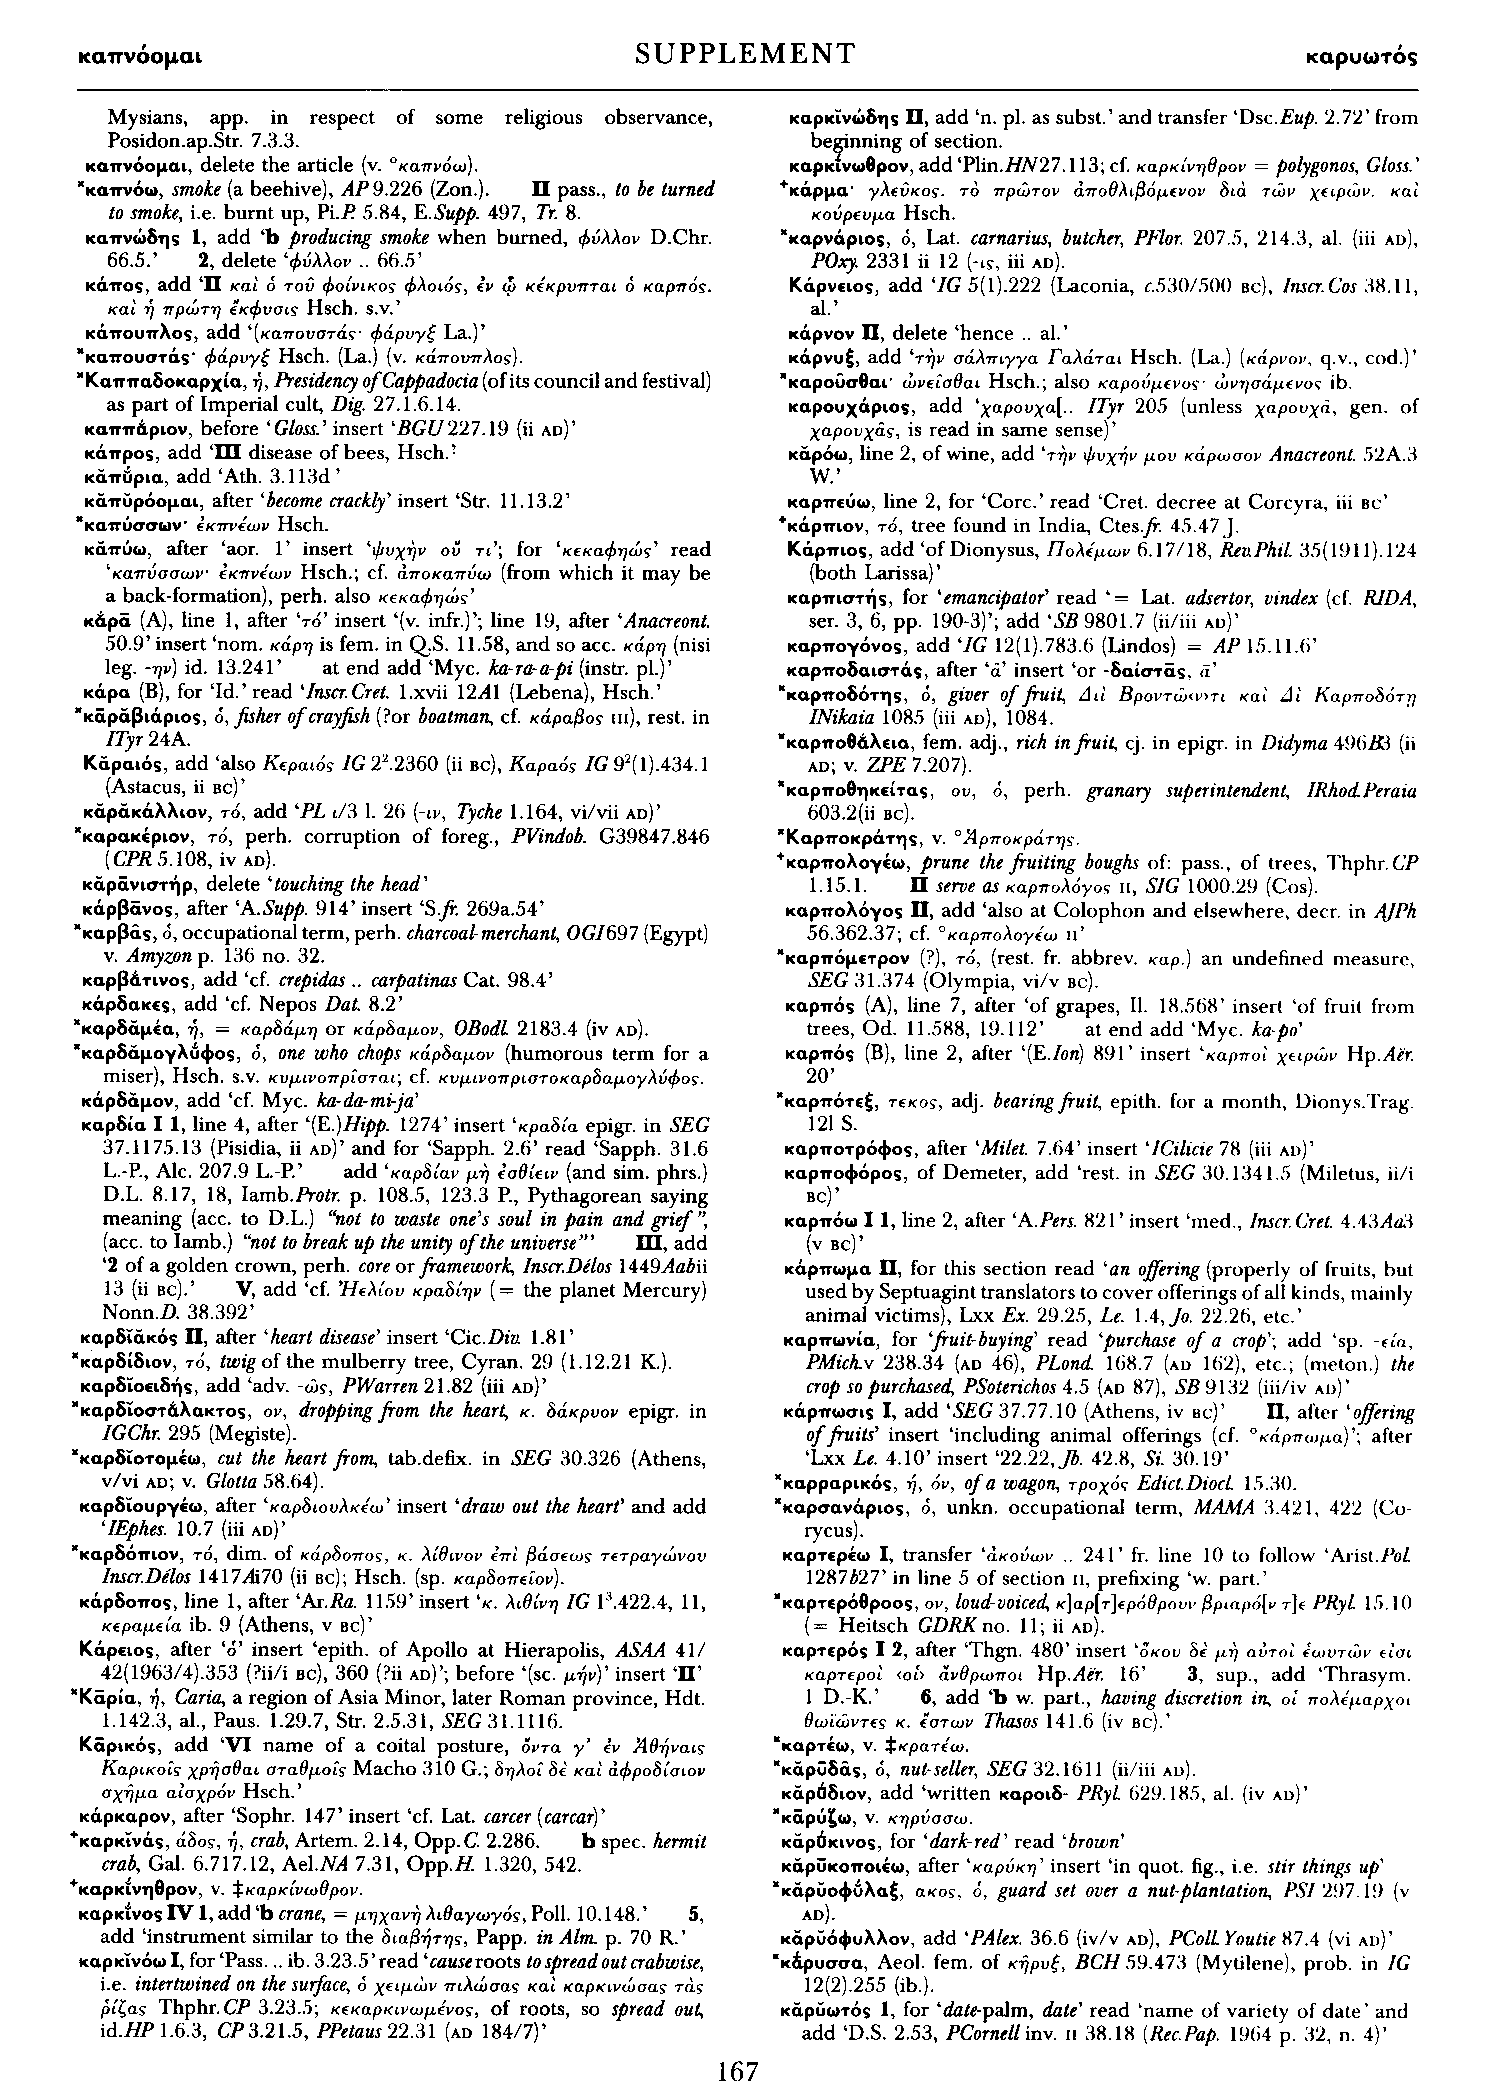 καπνόομαι SUPPLEMENT καρυωτός
Mysians, app. in respect of some religious observance,
Posidon.ap.Str. 7.3.3.
καπνόομαι, delete the article (v. °καπνόω).
*καπνόω, smoke (a beehive), AP 9.226 (Zon.). II pass., to be turned
to smoke, i.e. burnt up, Pi.P. 5.84, E.Supp. 497, Tr. 8.
καπνώδης 1, add ‘b producing smoke when burned, φύλλον D.Chr.
66.5.’ 2, delete ‘φύλλον .. 66.5’
κάπος, add ‘II καὶ ὁ τοῦ φοίνικος φλοιός, ἐν ᾧ κέκρυπται ὁ καρπός.
καὶ ἡ πρώτη ἔκφυσις Hsch. s.v.’
κάπουπλος, add ‘(καπουστάς· φάρυγξ La.)’
*καπουστάς· φάρυγξ Hsch. (La.) (v. κάπουπλος).
*Καππαδοκαρχία, ἡ, Presidency of Cappadocia (of its council and festival)
as part of Imperial cult, Dig. 27.1.6.14.
καππάριον, before ‘Gloss.’ insert ‘BGU 227.19 (ii AD)’
κάπρος, add ‘III disease of bees, Hsch.’
κᾰπῠ́ρια, add ‘Ath. 3.113d’
κᾰπῠρόομαι, after ‘become crackly’ insert ‘Str. 11.13.2’
*καπύσσων· ἐκπνέων Hsch.
κᾰπύω, after ‘aor. 1’ insert ‘ψυχὴν οὔ τι’; for ‘κεκαφηώς’ read
‘καπύσσων· ἐκπνέων Hsch.; cf. ἀποκαπύω (from which it may be
a back-formation), perh. also κεκαφηώς’
κᾰ́ρᾱ (A), line 1, after ‘τό’ insert ‘(v. infr.)’; line 19, after ‘Anacreont.
50.9’ insert ‘nom. κάρη is fem. in Q.S. 11.58, and so acc. κάρη (nisi
leg. -ην) id. 13.241’ at end add ‘Myc. ka-ra-a-pi (instr. pl.)’
κάρα (B), for ‘Id.’ read ‘Inscr.Cret. 1.xvii 12A1 (Lebena), Hsch.’
*κᾱρᾰβιάριος, ὁ, fisher of crayfish (?or boatman, cf. κάραβος III), rest. in
ITyr 24A.
Κᾱραιός, add ‘also Κεραιός IG 2².2360 (ii BC), Καραός IG 9²(1).434.1
(Astacus, ii BC)’
κᾰρᾰκάλλιον, τό, add ‘PL ι/3 l. 26 (-ιν, Tyche 1.164, vi/vii AD)’
*καρακέριον, τό, perh. corruption of foreg., PVindob. G39847.846
(CPR 5.108, iv AD).
κᾰρᾱνιστήρ, delete ‘touching the head’
κάρβᾱνος, after ‘A.Supp. 914’ insert ‘S.fr. 269a.54’
*καρβᾶς, ὁ, occupational term, perh. charcoal-merchant, OGI 697 (Egypt)
v. Amyzon p. 136 no. 32.
καρβᾰ́τινος, add ‘cf. crepidas .. carpatinas Cat. 98.4’
κάρδακες, add ‘cf. Nepos Dat. 8.2’
*καρδᾰμέα, ἡ, = καρδάμη or κάρδαμον, OBodl. 2183.4 (iv AD).
*καρδᾰμογλῠ́φος, ὁ, one who chops κάρδαμον (humorous term for a
miser), Hsch. s.v. κυμινοπρῖσται; cf. κυμινοπριστοκαρδαμογλύφος.
κάρδᾰμον, add ‘cf. Myc. ka-da-mi-ja’
καρδία I 1, line 4, after ‘(E.)Hipp. 1274’ insert ‘κραδία epigr. in SEG
37.1175.13 (Pisidia, ii AD)’ and for ‘Sapph. 2.6’ read ‘Sapph. 31.6
L.-P., Alc. 207.9 L.-P.’ add ‘καρδίαν μὴ ἐσθίειν (and sim. phrs.)
D.L. 8.17, 18, Iamb.Protr. p. 108.5, 123.3 P., Pythagorean saying
meaning (acc. to D.L.) “not to waste one's soul in pain and grief”,
(acc. to Iamb.) “not to break up the unity of the universe”’ III, add
‘2 of a golden crown, perh. core or framework, Inscr.Délos 1449Aabii
13 (ii BC).’ V, add ‘cf. Ἠελίου κραδίην (= the planet Mercury)
Nonn.D. 38.392’
καρδῐᾰκός II, after ‘heart disease’ insert ‘Cic.Div. 1.81’
*καρδίδιον, τό, twig of the mulberry tree, Cyran. 29 (1.12.21 K.).
καρδῐοειδής, add ‘adv. -ῶς, PWarren 21.82 (iii AD)’
*καρδῐοστᾰ́λακτος, ον, dropping from the heart, κ. δάκρυον epigr. in
IGChr. 295 (Megiste).
*καρδῐοτομέω, cut the heart from, tab.defix. in SEG 30.326 (Athens,
v/vi AD; v. Glotta 58.64).
καρδῐουργέω, after ‘καρδιουλκέω’ insert ‘draw out the heart’ and add
‘IEphes. 10.7 (iii AD)’
*καρδόπιον, τό, dim. of κάρδοπος, κ. λίθινον ἐπὶ βάσεως τετραγώνου
Inscr.Délos 1417Ai70 (ii BC); Hsch. (sp. καρδοπεῖον).
κάρδοπος, line 1, after ‘Ar.Ra. 1159’ insert ‘κ. λιθίνη IG 1³.422.4, 11,
κεραμεία ib. 9 (Athens, v BC)’
Κάρειος, after ‘ὁ’ insert ‘epith. of Apollo at Hierapolis, ASAA 41/
42(1963/4).353 (?ii/i BC), 360 (?ii AD)’; before ‘(sc. μήν)’ insert ‘II’
*Κᾱρία, ἡ, Caria, a region of Asia Minor, later Roman province, Hdt.
1.142.3, al., Paus. 1.29.7, Str. 2.5.31, SEG 31.1116.
Κᾱρικός, add ‘VI name of a coital posture, ὄντα γ’ ἐν Ἀθήναις
Καρικοῖς χρῆσθαι σταθμοῖς Macho 310 G.; δηλοῖ δὲ καὶ ἀφροδίσιον
σχῆμα αἰσχρόν Hsch.’
κάρκαρον, after ‘Sophr. 147’ insert ‘cf. Lat. carcer (carcar)’
⁺καρκῐνάς, άδος, ἡ, crab, Artem. 2.14, Opp.C. 2.286. b spec. hermit
crab, Gal. 6.717.12, Ael.NA 7.31, Opp.H. 1.320, 542.
⁺καρκῐ́νηθρον, v. ‡καρκίνωθρον.
καρκῐ́νος IV 1, add ‘b crane, = μηχανὴ λιθαγωγός, Poll. 10.148.’ 5,
add ‘instrument similar to the διαβήτης, Papp. in Alm. p. 70 R.’
καρκῐνόω I, for ‘Pass. .. ib. 3.23.5’ read ‘cause roots to spread out crabwise,
i.e. intertwined on the surface, ὁ χειμὼν πιλώσας καὶ καρκινώσας τὰς
ῥίζας Thphr.CP 3.23.5; κεκαρκινωμένος, of roots, so spread out,
id.HP 1.6.3, CP 3.21.5, PPetaus 22.31 (AD 184/7)’
καρκῐνώδης II, add ‘n. pl. as subst.’ and transfer ‘Dsc.Eup. 2.72’ from
beginning of section.
καρκῐ́νωθρον, add ‘Plin.HN 27.113; cf. καρκίνηθρον = polygonos, Gloss.’
⁺κάρμα· γλεῦκος. τὸ πρῶτον ἀποθλιβόμενον διὰ τῶν χειρῶν. καὶ
κούρευμα Hsch.
*καρνάριος, ὁ, Lat. carnarius, butcher, PFlor. 207.5, 214.3, al. (iii AD),
POxy. 2331 ii 12 (-ις, iii AD).
Κάρνειος, add ‘IG 5(1).222 (Laconia, c.530/500 BC), Inscr.Cos 38.11,
al.’
κάρνον II, delete ‘hence .. al.’
κάρνυξ, add ‘τὴν σάλπιγγα Γαλάται Hsch. (La.) (κάρνον, q.v., cod.)’
*καροῦσθαι· ὠνεῖσθαι Hsch.; also καρούμενος· ὠνησάμενος ib.
καρουχάριος, add ‘χαρουχα[.. ITyr 205 (unless χαρουχᾶ, gen. of
χαρουχᾶς, is read in same sense)’
κᾰρόω, line 2, of wine, add ‘τὴν ψυχήν μου κάρωσον Anacreont. 52A.3
W.’
καρπεύω, line 2, for ‘Corc.’ read ‘Cret. decree at Corcyra, iii BC’
⁺κάρπιον, τό, tree found in India, Ctes.fr. 45.47 J.
Κάρπιος, add ‘of Dionysus, Πολέμων 6.17/18, Rev.Phil. 35(1911).124
(both Larissa)’
καρπιστής, for ‘emancipator’ read ‘= Lat. adsertor, vindex (cf. RIDA,
ser. 3, 6, pp. 190-3)’; add ‘SB 9801.7 (ii/iii AD)’
καρπογόνος, add ‘IG 12(1).783.6 (Lindos) = AP 15.11.6’
καρποδαιστάς, after ‘ᾶ’ insert ‘or -δαίστᾱς, ᾱ’
*καρποδότης, ὁ, giver of fruit, Διὶ Βροντῶ‹ν›τι καὶ Δὶ Καρποδότῃ
INikaia 1085 (iii AD), 1084.
*καρποθᾰ́λεια, fem. adj., rich in fruit, cj. in epigr. in Didyma 496B3 (ii
AD; v. ZPE 7.207).
*καρποθηκείτας, ου, ὁ, perh. granary superintendent, IRhod.Peraia
603.2(ii BC).
*Καρποκράτης, v. °Ἁρποκράτης.
⁺καρπολογέω, prune the fruiting boughs of: pass., of trees, Thphr.CP
1.15.1. II serve as καρπολόγος II, SIG 1000.29 (Cos).
καρπολόγος II, add ‘also at Colophon and elsewhere, decr. in AJPh
56.362.37; cf. °καρπολογέω II’
*καρπόμετρον (?), τό, (rest. fr. abbrev. καρ.) an undefined measure,
SEG 31.374 (Olympia, vi/v BC).
καρπός (A), line 7, after ‘of grapes, Il. 18.568’ insert ‘of fruit from
trees, Od. 11.588, 19.112’ at end add ‘Myc. ka-po’
καρπός (B), line 2, after ‘(E.Ion) 891’ insert ‘καρποὶ χειρῶν Hp.Aër.
20’
*καρπότεξ, τεκος, adj. bearing fruit, epith. for a month, Dionys.Trag.
12l S.
καρποτρόφος, after ‘Milet. 7.64’ insert ‘ICilicie 78 (iii AD)’
καρποφόρος, of Demeter, add ‘rest. in SEG 30.1341.5 (Miletus, ii/i
BC)’
καρπόω I 1, line 2, after ‘A.Pers. 821’ insert ‘med., Inscr.Cret. 4.43Aa3
(v BC)’
κάρπωμα II, for this section read ‘an offering (properly of fruits, but
used by Septuagint translators to cover offerings of all kinds, mainly
animal victims), LXX Ex. 29.25, Le. 1.4, Jo. 22.26, etc.’
καρπωνία, for ‘fruit-buying’ read ‘purchase of a crop’; add ‘sp. -εία,
PMich.v 238.34 (AD 46), PLond. 168.7 (AD 162), etc.; (meton.) the
crop so purchased, PSoterichos 4.5 (AD 87), SB 9132 (iii/iv AD)’
κάρπωσις I, add ‘SEG 37.77.10 (Athens, iv BC)’ II, after ‘offering
of fruits’ insert ‘including animal offerings (cf. °κάρπωμα)’; after
‘LXX Le. 4.10’ insert ‘22.22, Jb. 42.8, Si. 30.19’
*καρραρικός, ή, όν, of a wagon, τροχός Edict.Diocl. 15.30.
*καρσανάριος, ὁ, unkn. occupational term, MAMA 3.421, 422 (Co-
rycus).
καρτερέω I, transfer ‘ἀκούων .. 241’ fr. line 10 to follow ‘Arist.Pol.
1287b27’ in line 5 of section II, prefixing ‘w. part.’
*καρτερόθροος, ον, loud-voiced, κ]αρ[τ]ερόθρουν βριαρό[ν τ]ε PRyl. 15.10
(= Heitsch GDRK no. 11; ii AD).
καρτερός I 2, after ‘Thgn. 480’ insert ‘ὅκου δὲ μὴ αὐτοὶ ἑωυτῶν εἰσι
καρτεροὶ ‹οἱ› ἄνθρωποι Hp.Aër. 16’ 3, sup., add ‘Thrasym.
1 D.-K.’ 6, add ‘b w. part., having discretion in, οἱ πολέμαρχοι
θωϊῶντες κ. ἔστων Thasos 141.6 (iv BC).’
*καρτέω, v. ‡κρατέω.
*κᾰρῡδᾶς, ὁ, nut-seller, SEG 32.1611 (ii/iii AD).
κᾰρῠ́διον, add ‘written καροιδ- PRyl. 629.185, al. (iv AD)’
*κᾱρύζω, v. κηρύσσω.
κᾰρῠ́κινος, for ‘dark-red’ read ‘brown’
κᾰρῡκοποιέω, after ‘καρύκη’ insert ‘in quot. fig., i.e. stir things up’
*κᾰρῠοφῠ́λαξ, ακος, ὁ, guard set over a nut-plantation, PSI 297.19 (v
AD).
κᾰρῠόφυλλον, add ‘PAlex. 36.6 (iv/v AD), PColl.Youtie 87.4 (vi AD)’
*κᾱ́ρυσσα, Aeol. fem. of κῆρυξ, BCH 59.473 (Mytilene), prob. in IG
12(2).255 (ib.).
κᾰρῠωτός 1, for ‘date-palm, date’ read ‘name of variety of date’ and
add ‘D.S. 2.53, PCornell inv. II 38.18 (Rec.Pap. 1964 p. 32, n. 4)’
167